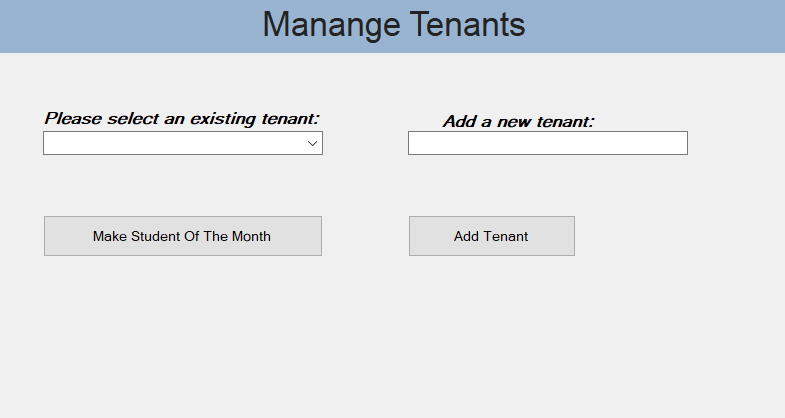 Manange Tenants
Please select an existing tenant:
Add a new tenant:
Make Student Of The Month
Add Tenant